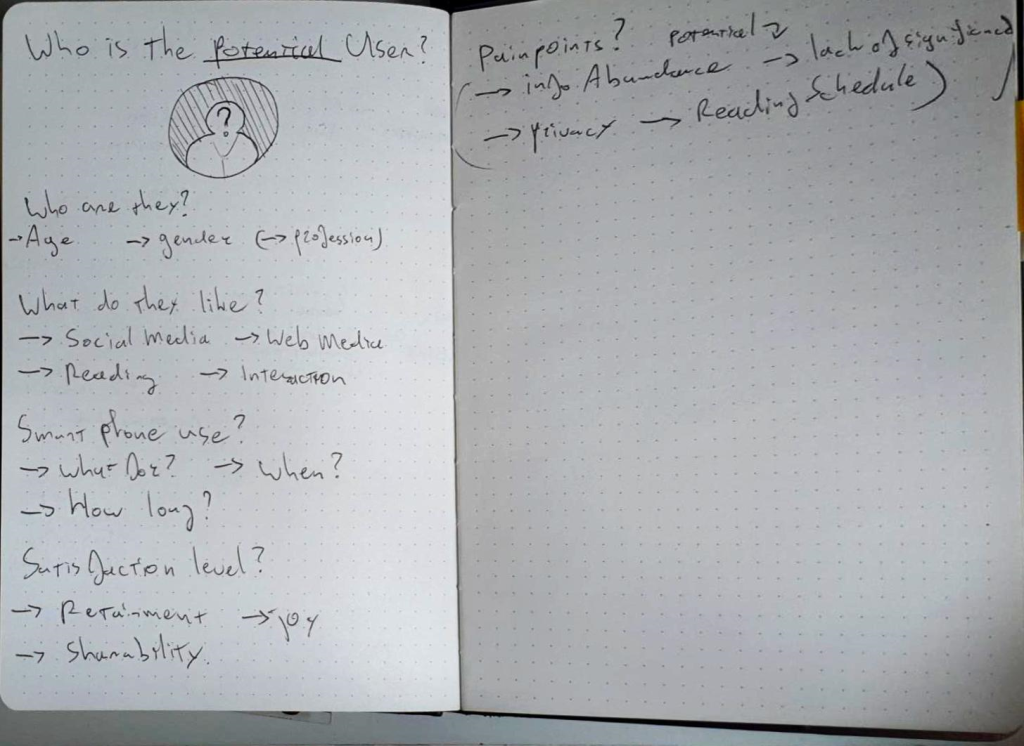 Who is the potential User?
?
Who are they?
→ Age → gender (→ profession)
What do they like?
→ Social Media → Web Media
→ Reading → Interaction
Smart phone use?
→ what for? → when?
→ How long?
Satisfaction level?
→ Retainment → joy
→ Sharability.
Painpoints? potential
(→ info Abundance → lack of
→ privacy → Reading Schedule)